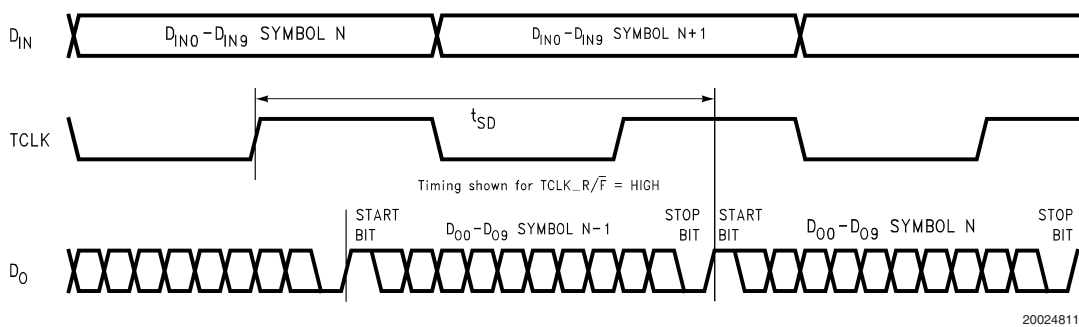 DIN
DIN0–DIN9 SYMBOL N
DIN0–DIN9 SYMBOL N+1
tSD
TCLK
Timing shown for TCLK_R/F̅ = HIGH
START BIT
D00–D09 SYMBOL N–1
STOP BIT
START BIT
D00–D09 SYMBOL N
STOP BIT
DO
20024811